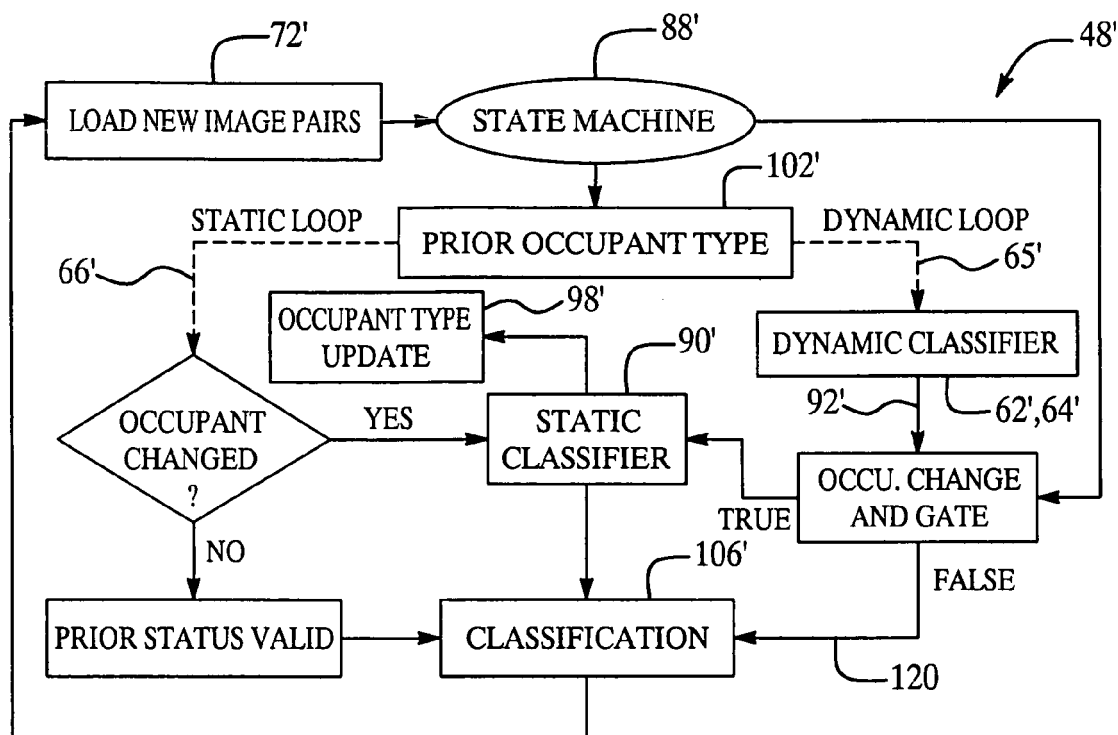 72'
88'
48'
LOAD NEW IMAGE PAIRS
STATE MACHINE
102'
STATIC LOOP
PRIOR OCCUPANT TYPE
DYNAMIC LOOP
66'
65'
98'
OCCUPANT TYPE
UPDATE
90'
DYNAMIC CLASSIFIER
92'
62',64'
OCCUPANT
CHANGED
?
YES
STATIC
CLASSIFIER
OCCU. CHANGE
AND GATE
TRUE
NO
106'
FALSE
PRIOR STATUS VALID
CLASSIFICATION
120